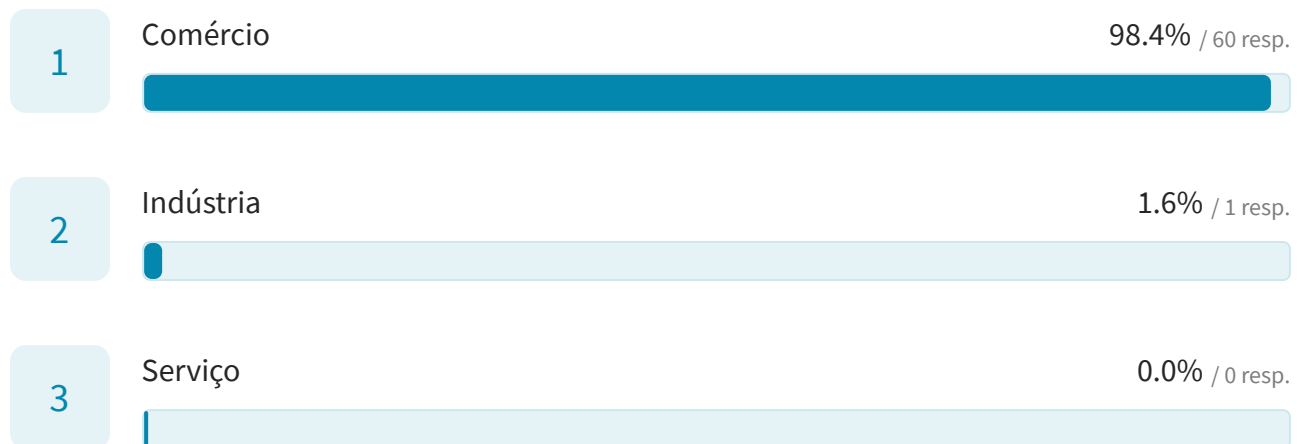 1 Comércio 98.4% / 60 resp.
2 Indústria 1.6% / 1 resp.
3 Serviço 0.0% / 0 resp.